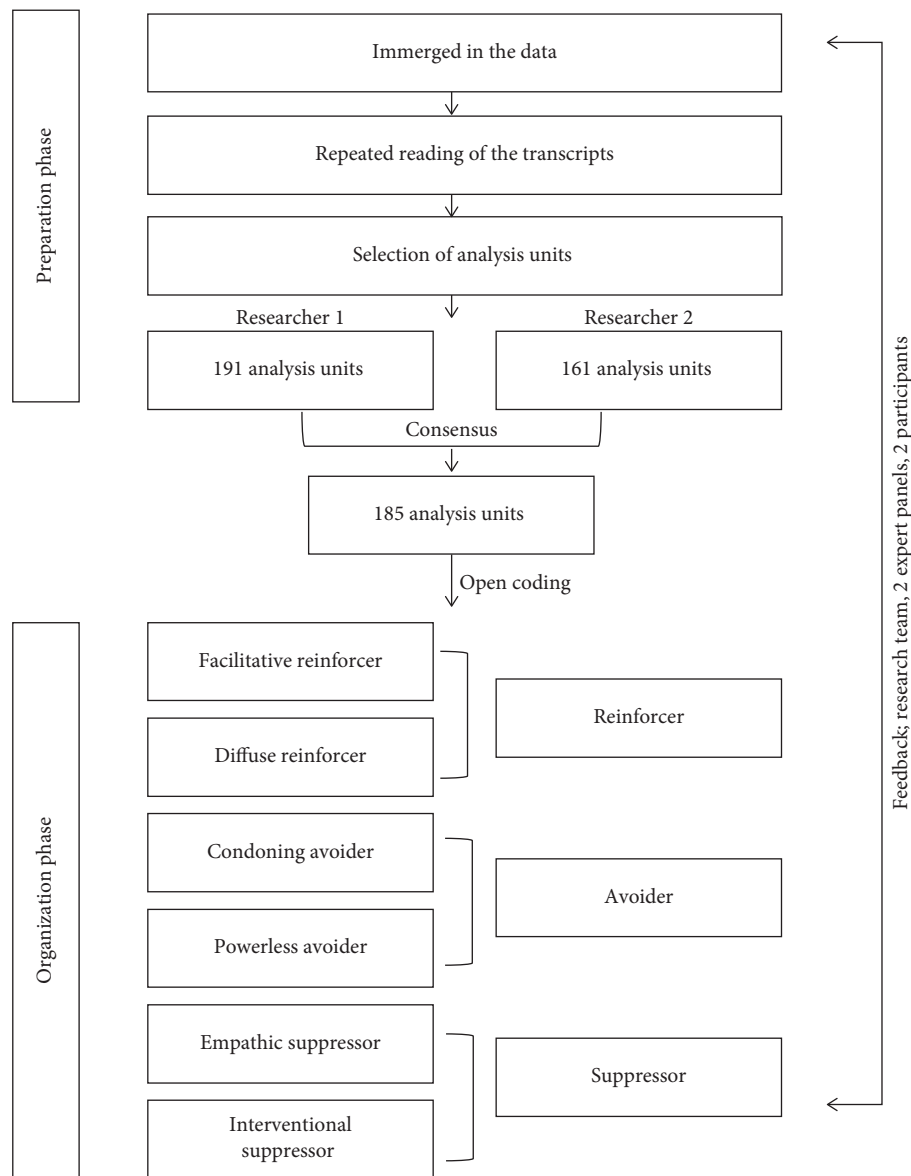 Preparation phase
Immerged in the data
Repeated reading of the transcripts
Selection of analysis units
Researcher 1
Researcher 2
191 analysis units
161 analysis units
Consensus
185 analysis units
Open coding
Organization phase
Facilitative reinforcer
Diffuse reinforcer
Reinforcer
Condoning avoider
Powerless avoider
Avoider
Empathic suppressor
Interventional
suppressor
Suppressor
Feedback; research team, 2 expert panels, 2 participants